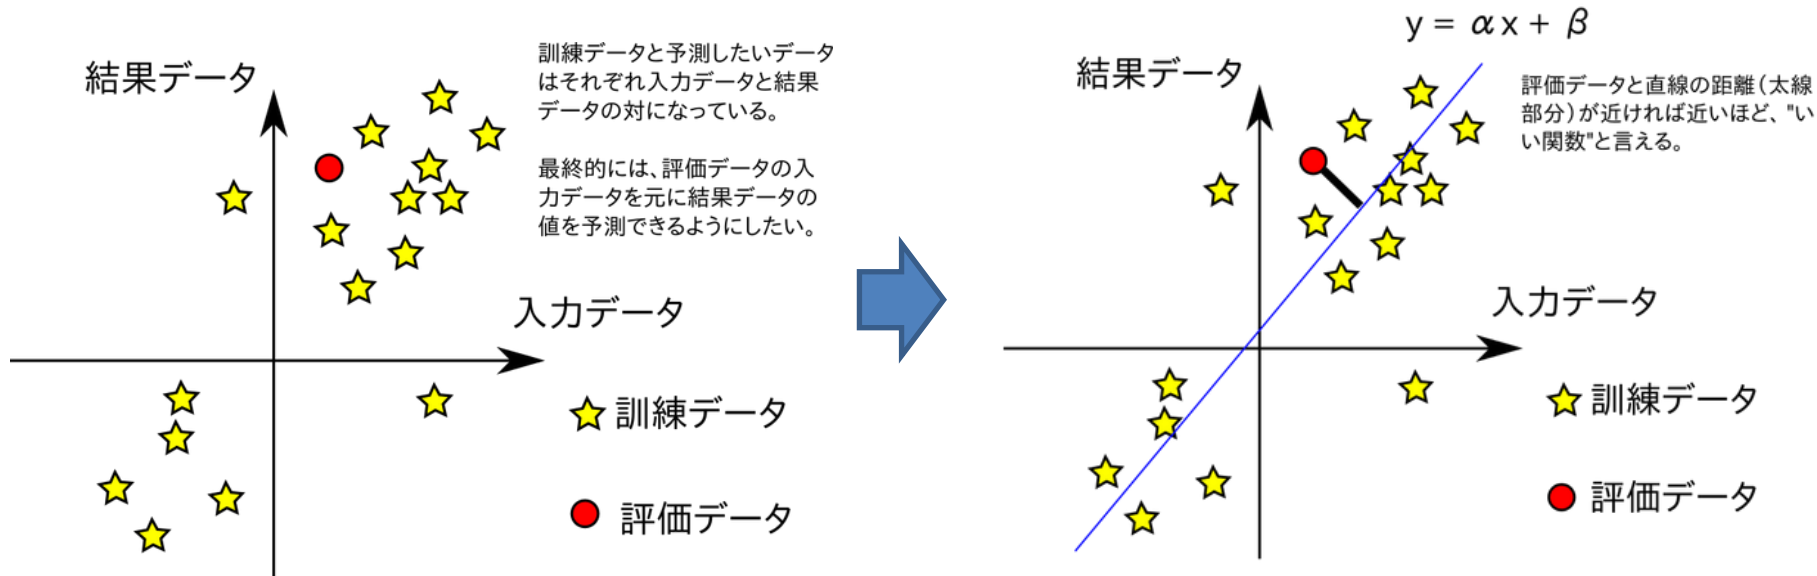 結果データ
訓練データと予測したいデータ
はそれぞれ入力データと結果
データの対になっている。
最終的には、評価データの入
力データを元に結果データの
値を予測できるようにしたい。
入力データ
訓練データ
評価データ
y = αx + β
結果データ
評価データと直線の距離(太線
部分)が近ければ近いほど、"い
い関数"と言える。
入力データ
訓練データ
評価データ